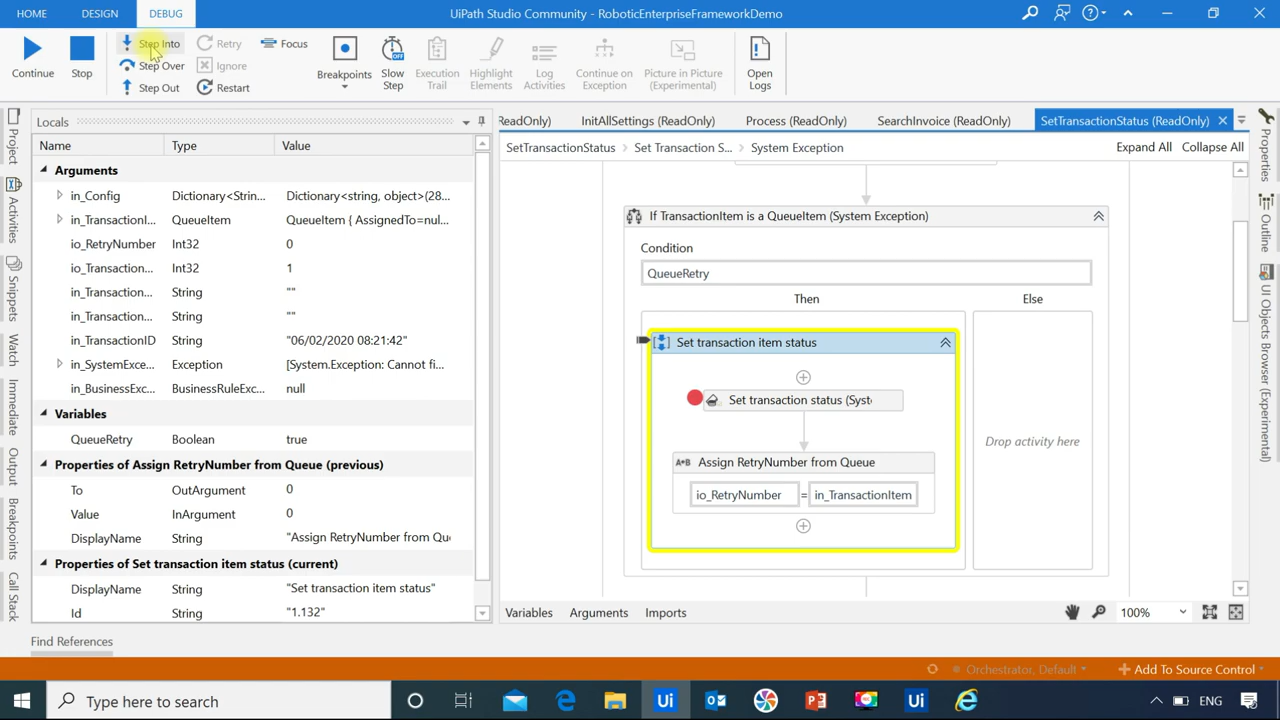 HOME DESIGN DEBUG UiPath Studio Community - RoboticEnterpriseFrameworkDemo
Continue Stop Step Into Step Over Step Out Retry Ignore Restart Focus Breakpoints Slow Step Execution Trail Highlight Elements Log Activities Continue on Exception Picture in Picture (Experimental) Open Logs
Locals
Name Type Value
Arguments
in_Config Dictionary<Strin... Dictionary<string, object>(28...
in_TransactionI... QueueItem QueueItem { AssignedTo=null...
io_RetryNumber Int32 0
io_Transaction... Int32 1
in_Transaction... String ""
in_Transaction... String ""
in_TransactionID String "06/02/2020 08:21:42"
in_SystemExce... Exception [System.Exception: Cannot fi...
in_BusinessExc... BusinessRuleExc... null
Variables
QueueRetry Boolean true
Properties of Assign RetryNumber from Queue (previous)
To OutArgument 0
Value InArgument 0
DisplayName String "Assign RetryNumber from Qu
Properties of Set transaction item status (current)
DisplayName String "Set transaction item status"
Id String "1.132"
Find References
Project
Activities
Snippets
Watch
Immediate
Output
Breakpoints
Call Stack
(ReadOnly) InitAllSettings (ReadOnly) Process (ReadOnly) SearchInvoice (ReadOnly) SetTransactionStatus (ReadOnly)
SetTransactionStatus Set Transaction S... System Exception Expand All Collapse All
If TransactionItem is a QueueItem (System Exception)
Condition
QueueRetry
Then Else
Set transaction item status
Set transaction status (Syst
Drop activity here
A*B Assign RetryNumber from Queue
io_RetryNumber = in_TransactionItem
Variables Arguments Imports 100%
Properties
Outline
UI Objects Browser (Experimental)
Orchestrator, Default Add To Source Control
Type here to search
Ui
Ui
ENG